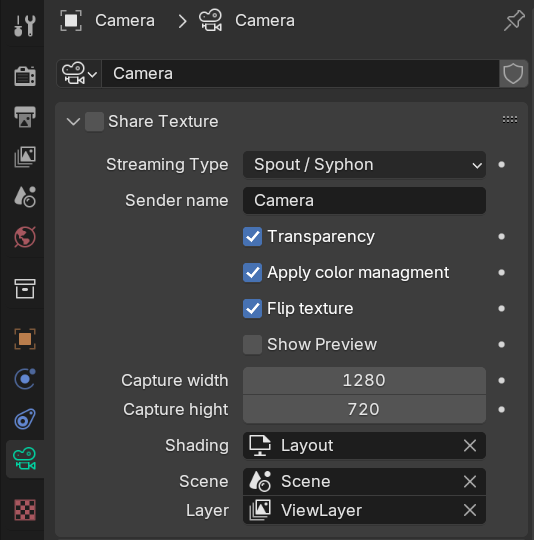 Camera > Camera
Camera
Share Texture
Streaming Type Spout / Syphon
Sender name Camera
Transparency
Apply color managment
Flip texture
Show Preview
Capture width 1280
Capture hight 720
Shading Layout
Scene Scene
Layer ViewLayer